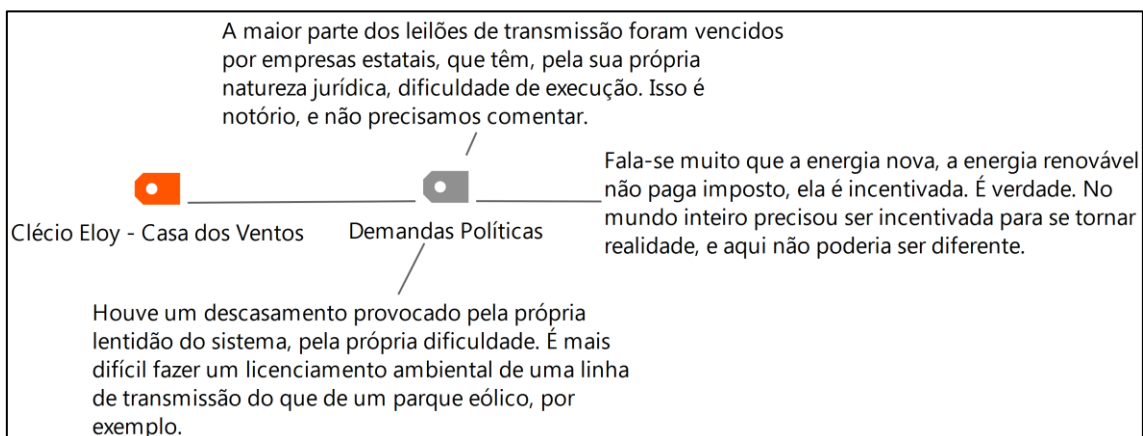 A maior parte dos leilões de transmissão foram vencidos
por empresas estatais, que têm, pela sua própria
natureza jurídica, dificuldade de execução. Isso é
notório, e não precisamos comentar.
Fala-se muito que a energia nova, a energia renovável
não paga imposto, ela é incentivada. É verdade. No
mundo inteiro precisou ser incentivada para se tornar
realidade, e aqui não poderia ser diferente.
Clécio Eloy - Casa dos Ventos
Demandas Políticas
Houve um descasamento provocado pela própria
lentidão do sistema, pela própria dificuldade. É mais
difícil fazer um licenciamento ambiental de uma linha
de transmissão do que de um parque eólico, por
exemplo.